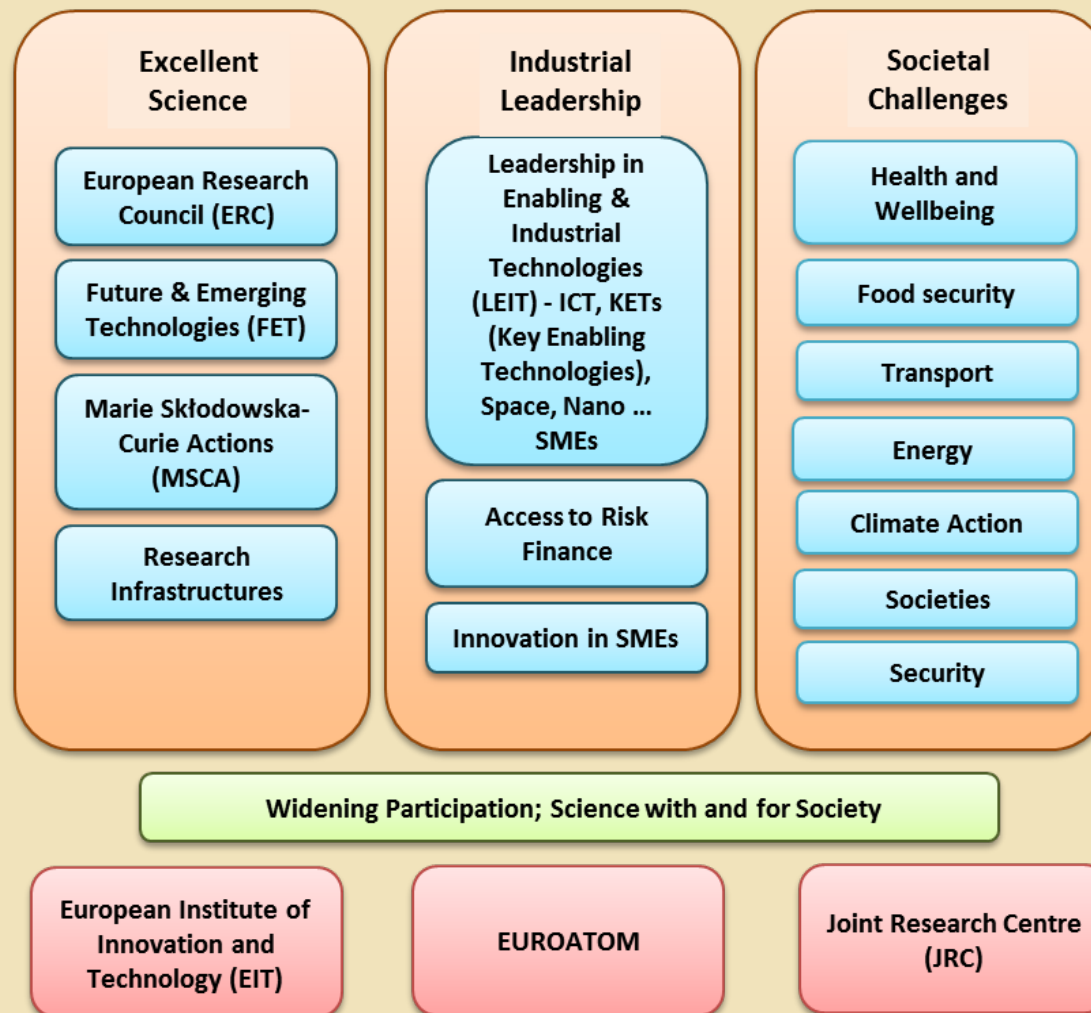 Excellent
Science
European Research
Council (ERC)
Future & Emerging
Technologies (FET)
Marie Skłodowska-
Curie Actions
(MSCA)
Research
Infrastructures
Industrial
Leadership
Leadership in
Enabling &
Industrial
Technologies
(LEIT) - ICT, KETs
(Key Enabling
Technologies),
Space, Nano ...
SMEs
Access to Risk
Finance
Innovation in SMEs
Societal
Challenges
Health and
Wellbeing
Food security
Transport
Energy
Climate Action
Societies
Security
Widening Participation; Science with and for Society
European Institute of
Innovation and
Technology (EIT)
EUROATOM
Joint Research Centre
(JRC)